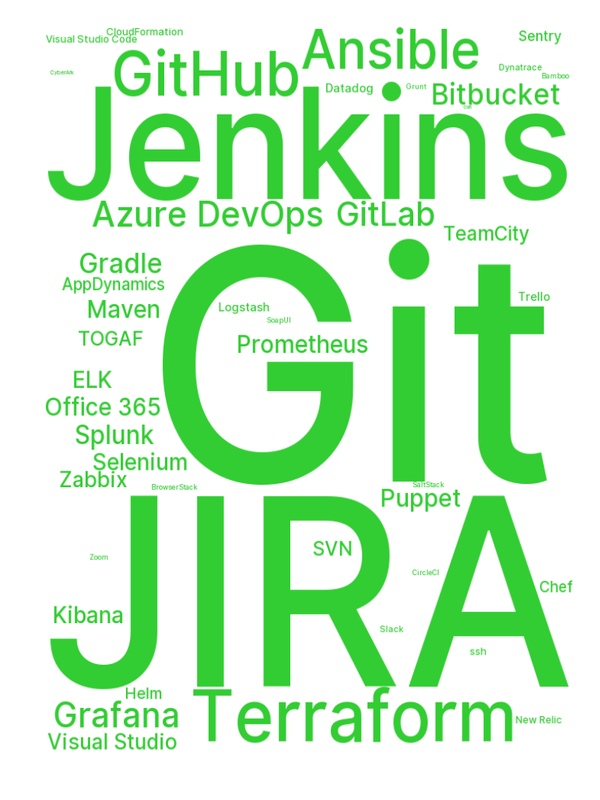 CloudFormation
Visual Studio Code
Sentry
Ansible
GitHub
Dynatrace
CyberArk
Bamboo
Datadog
Grunt
Bitbucket
Jenkins
Azure DevOps
GitLab
TeamCity
Gradle
AppDynamics
Git
Trello
Maven
Logstash
SoapUI
TOGAF
Prometheus
ELK
Office 365
Splunk
Selenium
Zabbix
BrowserStack
SaltStack
Puppet
JIRA
SVN
Zoom
CircleCI
Chef
Kibana
Slack
ssh
Helm
Grafana
Terraform
New Relic
Visual Studio